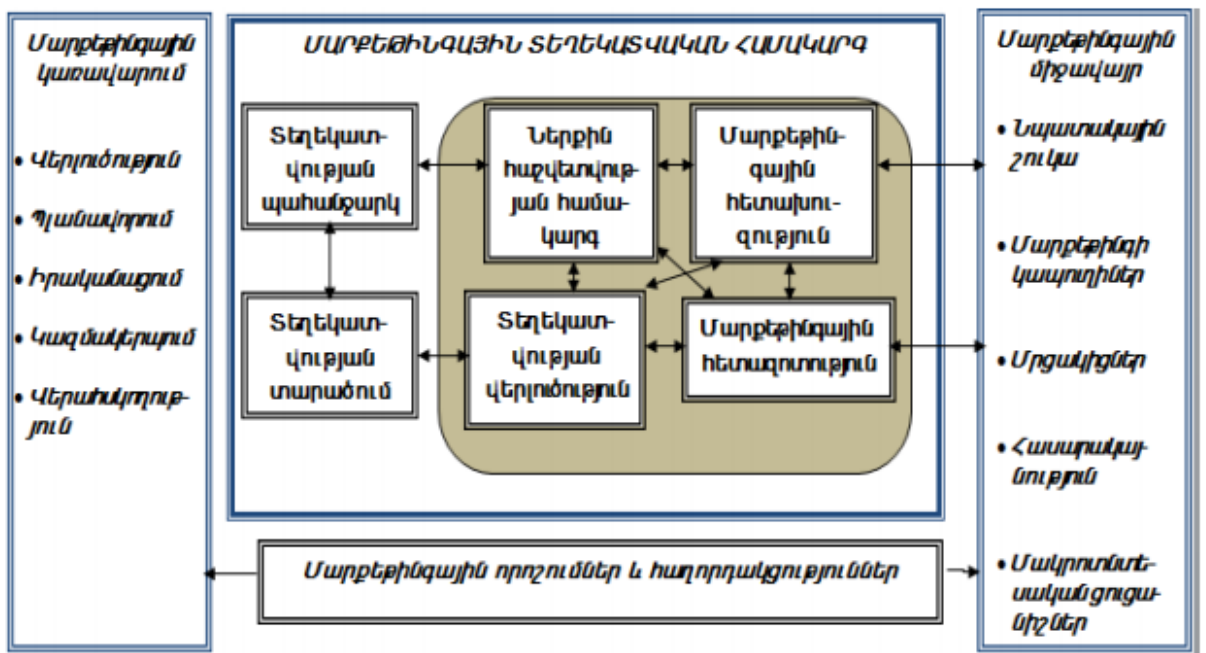 Մարքեթինգային
կառավարում
• Վերլուծություն
• Պլանավորում
• Իրականացում
• Կազմակերպում
• Վերահսկողութ-
յուն
ՄԱՐՔԵԹԻՆԳԱՅԻՆ ՏԵՂԵԿԱՏՎԱԿԱՆ ՀԱՄԱԿԱՐԳ
Տեղեկատ-
վության
պահանջարկ
Ներքին
հաշվետվութ-
յան համա-
կարգ
Մարքեթին-
գային
հետախու-
զություն
Տեղեկատ-
վության
տարածում
Տեղեկատ-
վության
վերլուծություն
Մարքեթինգային
հետազոտություն
Մարքեթինգային որոշումներ և հաղորդակցություններ
Մարքեթինգային
միջավայր
• Նպատակային
շուկա
• Մարքեթինգի
կապուղիներ
• Մրցակիցներ
• Հասարակայ-
նություն
• Մակրոտնտե-
սական ցուցա-
նիշներ